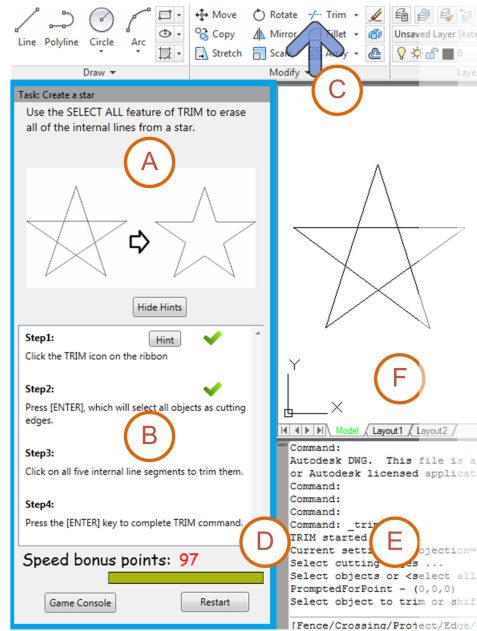 Move Rotate Trim
Line Polyline Circle Arc
Copy Mirror Fillet Unsaved Layer State
Stretch Array
Draw Modify Laye
C
Task: Create a star
Use the SELECT ALL feature of TRIM to erase
all of the internal lines from a star.
A
Hide Hints
Step1: Hint
Click the TRIM icon on the ribbon
Step2:
Press [ENTER], which will select all objects as cutting
edges.
B
Step3:
Click on all five internal line segments to trim them.
Step4:
Press the [ENTER] key to complete TRIM command.
Speed bonus points: 97
Game Console Restart
D
F
Y
X
Model Layout1 Layout2
Command:
Autodesk DWG. This file is a
or Autodesk licensed applicat
Command:
Command:
Command:
Command: _trim
TRIM started
E
Current
Select cutting
Select objects or <select all
PromptedForPoint - (0,0,0)
Select object to trim or shif
[Fence/Crossing/Project/Edge/